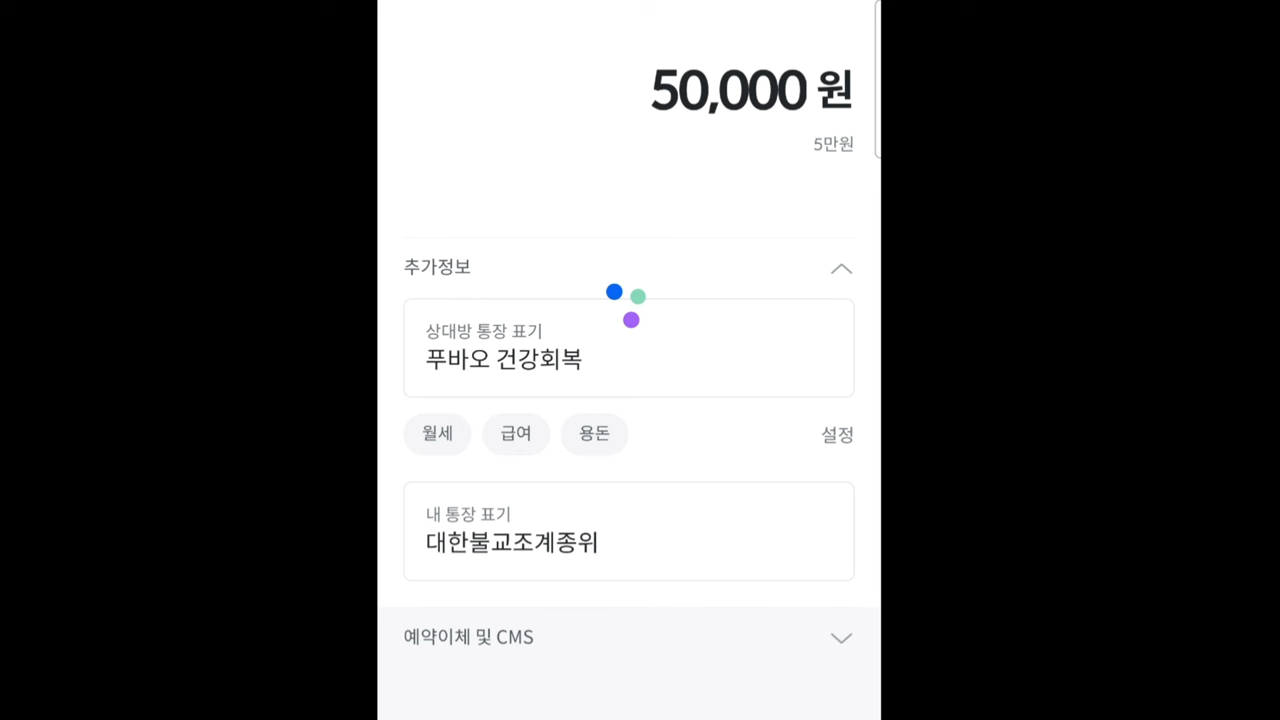 50,000 원
5만원
추가정보
상대방 통장 표기
푸바오 건강회복
월세 급여 용돈 설정
내 통장 표기
대한불교조계종위
예약이체 및 CMS